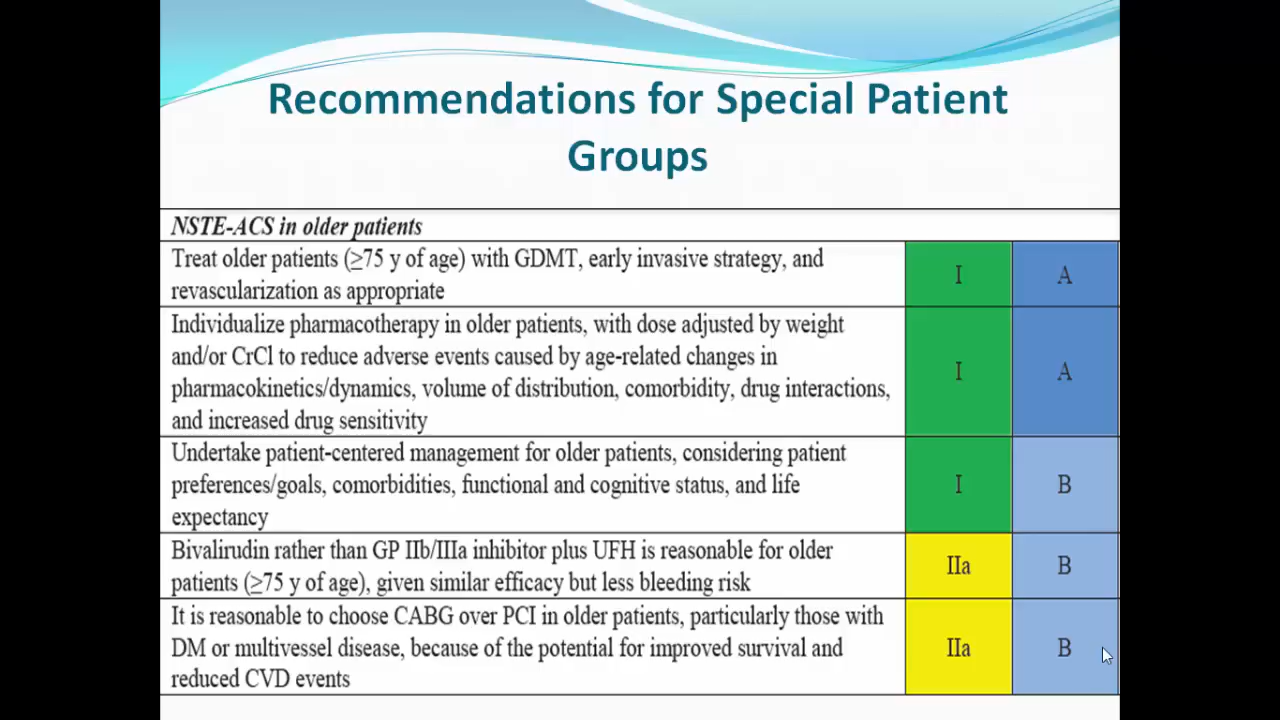 Recommendations for Special Patient
Groups
NSTE-ACS in older patients
Treat older patients (≥75 y of age) with GDMT, early invasive strategy, and
revascularization as appropriate
I
A
Individualize pharmacotherapy in older patients, with dose adjusted by weight
and/or CrCl to reduce adverse events caused by age-related changes in
pharmacokinetics/dynamics, volume of distribution, comorbidity, drug interactions,
and increased drug sensitivity
I
A
Undertake patient-centered management for older patients, considering patient
preferences/goals, comorbidities, functional and cognitive status, and life
expectancy
I
B
Bivalirudin rather than GP IIb/IIIa inhibitor plus UFH is reasonable for older
patients (≥75 y of age), given similar efficacy but less bleeding risk
IIa
B
It is reasonable to choose CABG over PCI in older patients, particularly those with
DM or multivessel disease, because of the potential for improved survival and
reduced CVD events
IIa
B